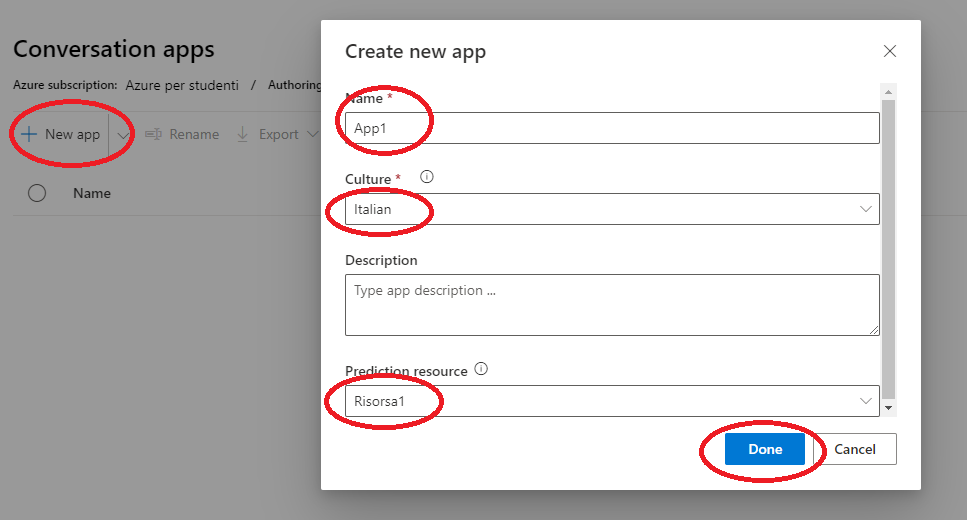 Conversation apps
Azure subscription: Azure per studenti / Authoring
New app Rename Export
Name
Create new app
Name *
App1
Culture *
Italian
Description
Type app description ...
Prediction resource
Risorsa1
Done Cancel